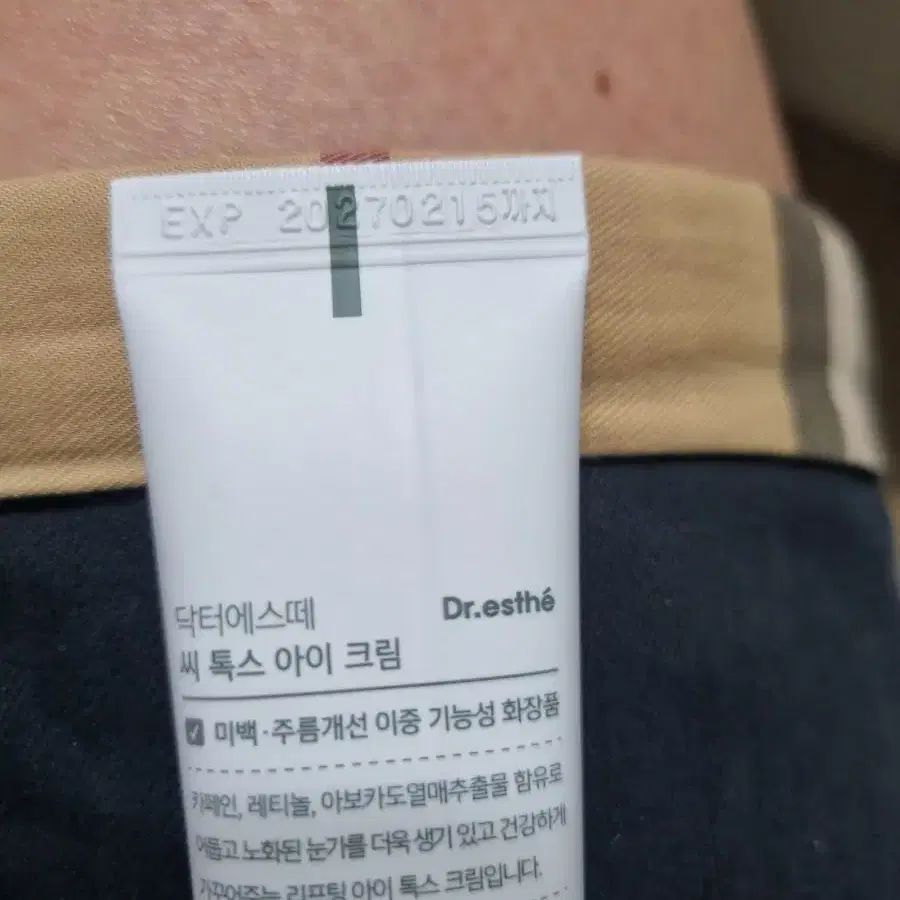 EXP 20270215까지
닥터에스떼
Dr.esthé
씨 톡스 아이 크림
미백·주름개선 이중 기능성 화장품
카페인, 레티놀, 아보카도열매추출물 함유로
어둡고 노화된 눈가를 더욱 생기 있고 건강하게
가꾸어주는 리프팅 아이 톡스 크림입니다.